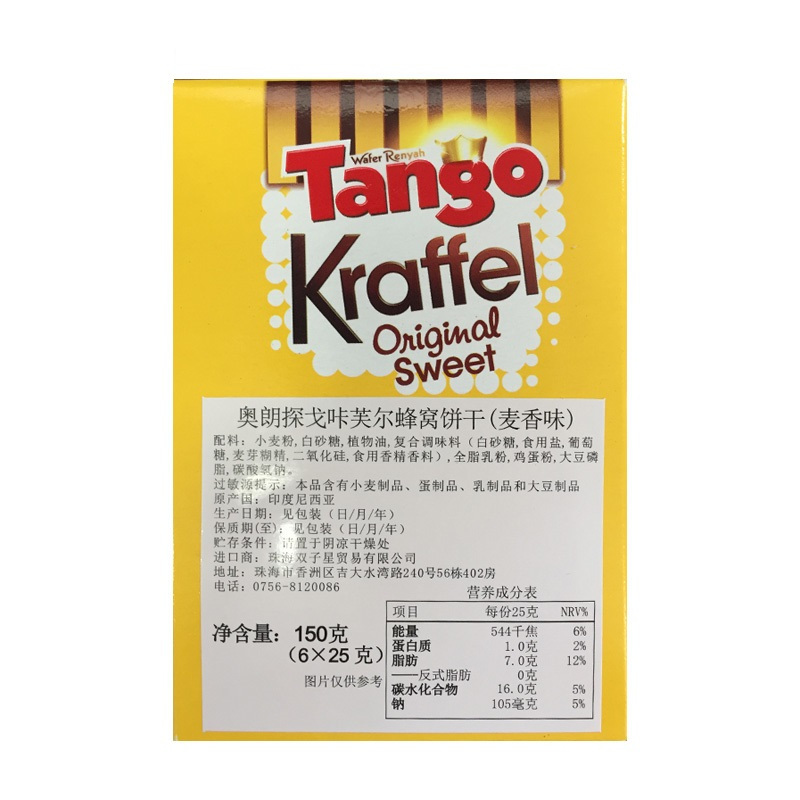 Wafer Renyah
Tango
Kraffel
Original
Sweet
奥朗探戈咔芙尔蜂窝饼干(麦香味)
配料: 小麦粉,白砂糖,植物油,复合调味料(白砂糖,食用盐,葡萄
糖,麦芽糊精,二氧化硅,食用香精香料),全脂乳粉,鸡蛋粉,大豆磷
脂,碳酸氢钠。
过敏源提示: 本品含有小麦制品、蛋制品、乳制品和大豆制品
原产国: 印度尼西亚
生产日期: 见包装(日/月/年)
保质期(至): 见包装(日/月/年)
贮存条件: 请置于阴凉干燥处
进口商: 珠海双子星贸易有限公司
地址: 珠海市香洲区吉大水湾路240号56栋402房
电话: 0756-8120086
营养成分表
项目 每份25克 NRV%
能量 544千焦 6%
蛋白质 1.0克 2%
脂肪 7.0克 12%
——反式脂肪 0克
碳水化合物 16.0克 5%
钠 105毫克 5%
净含量: 150克
(6×25 克)
图片仅供参考